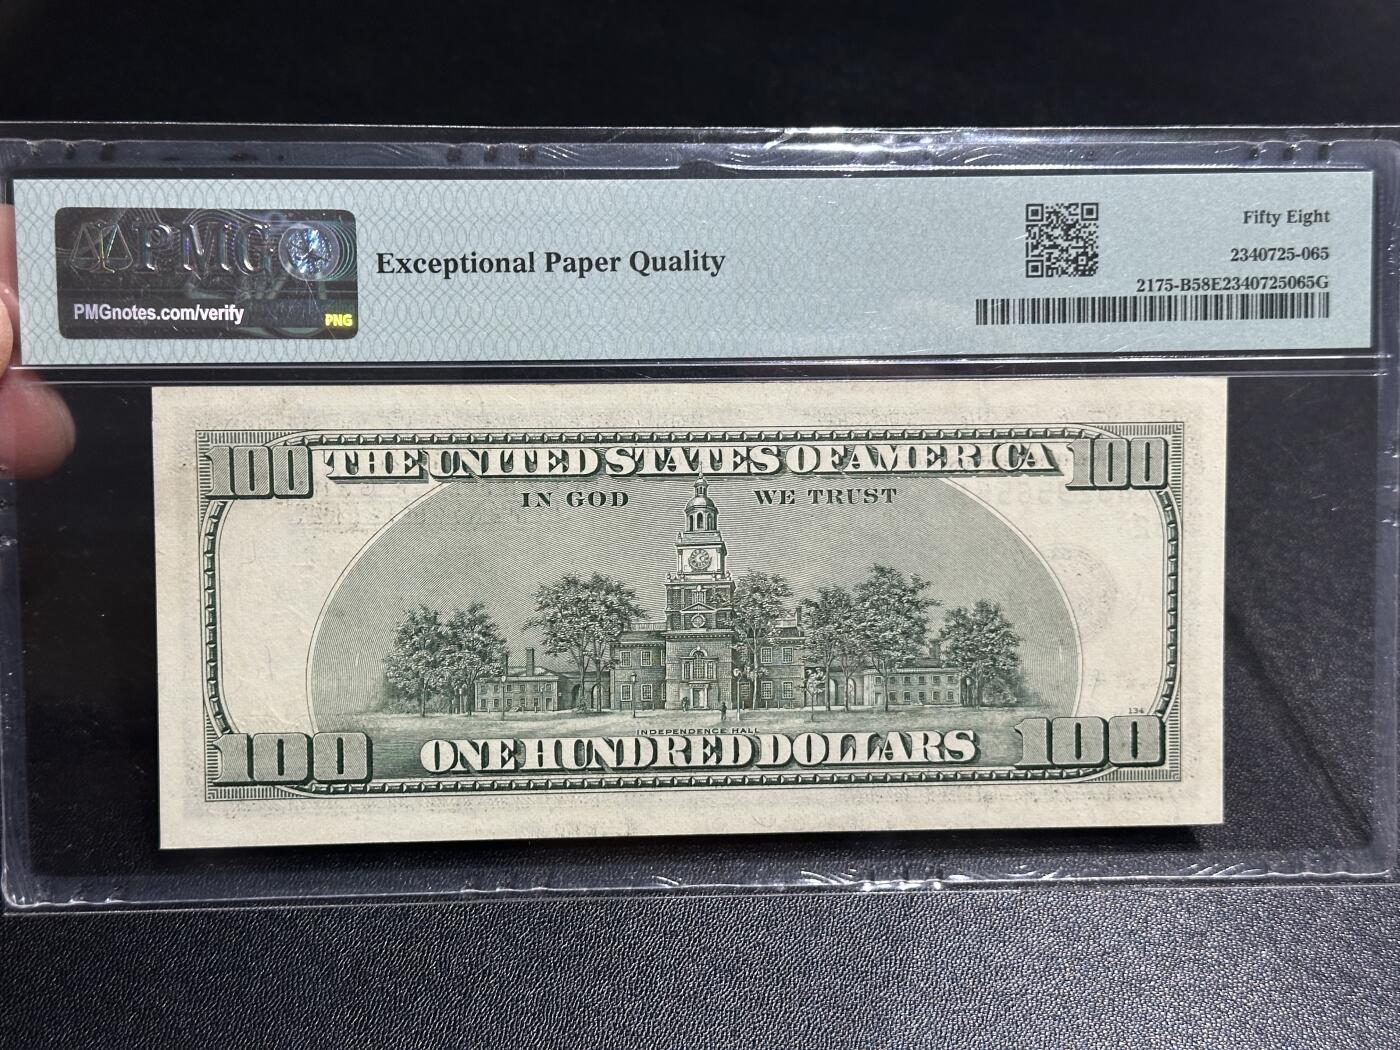 PMG
PMGnotes.com/verify
PNG
Exceptional Paper Quality
Fifty Eight
2340725-065
2175-B58E2340725065G
100 THE UNITED STATES OF AMERICA 100
IN GOD WE TRUST
134
INDEPENDENCE HALL
100 ONE HUNDRED DOLLARS 100